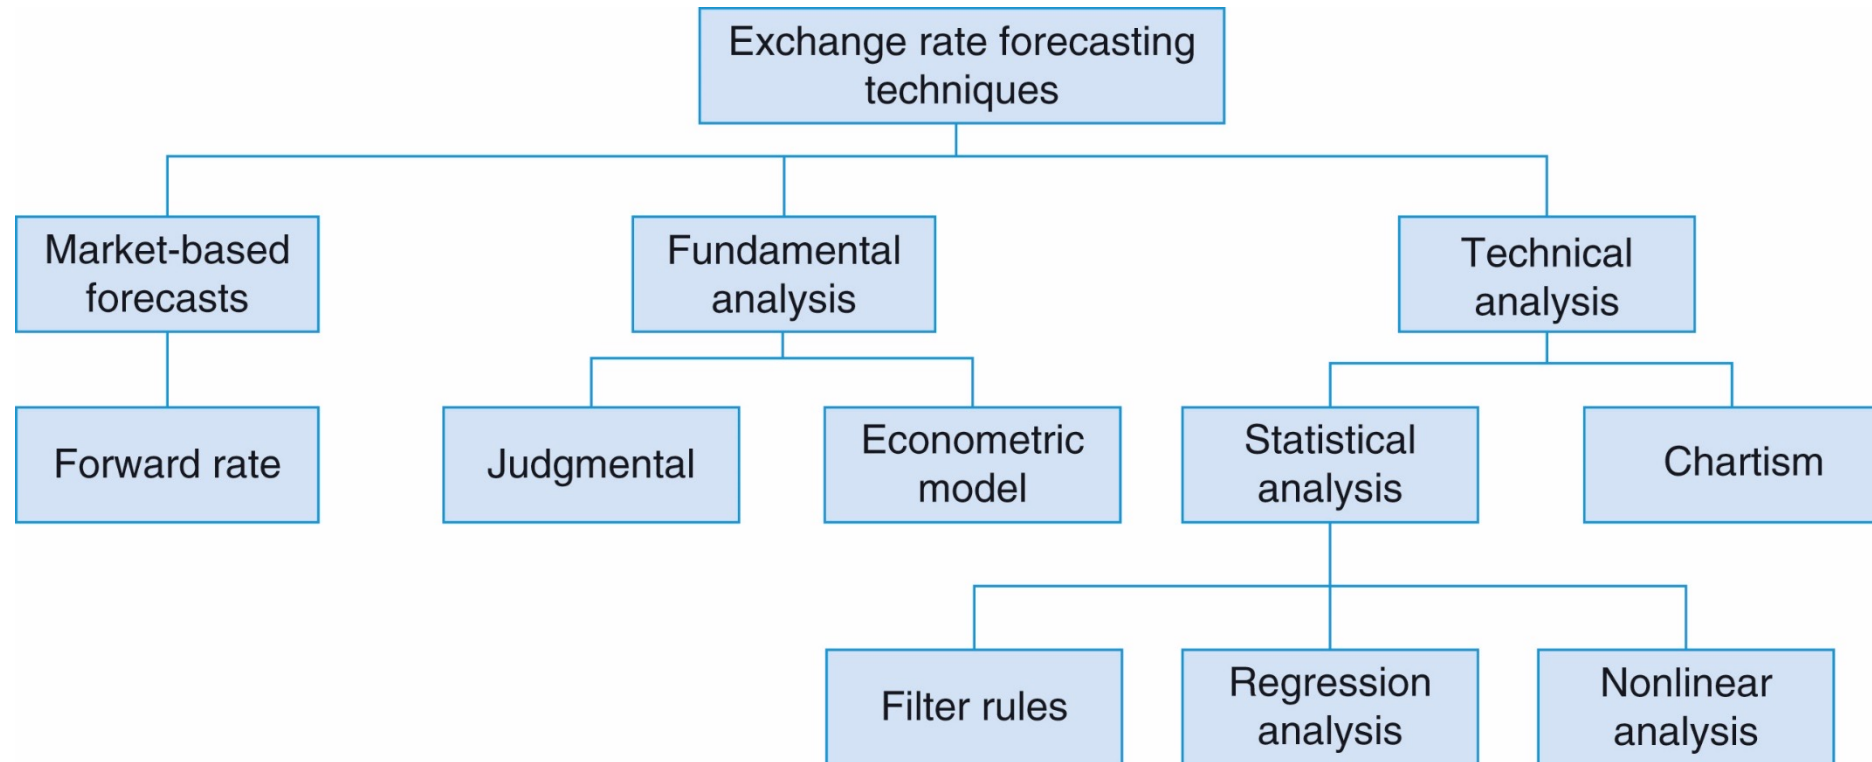 Exchange rate forecasting
techniques
Market-based
forecasts
Fundamental
analysis
Technical
analysis
Forward rate
Judgmental
Econometric
model
Statistical
analysis
Chartism
Filter rules
Regression
analysis
Nonlinear
analysis